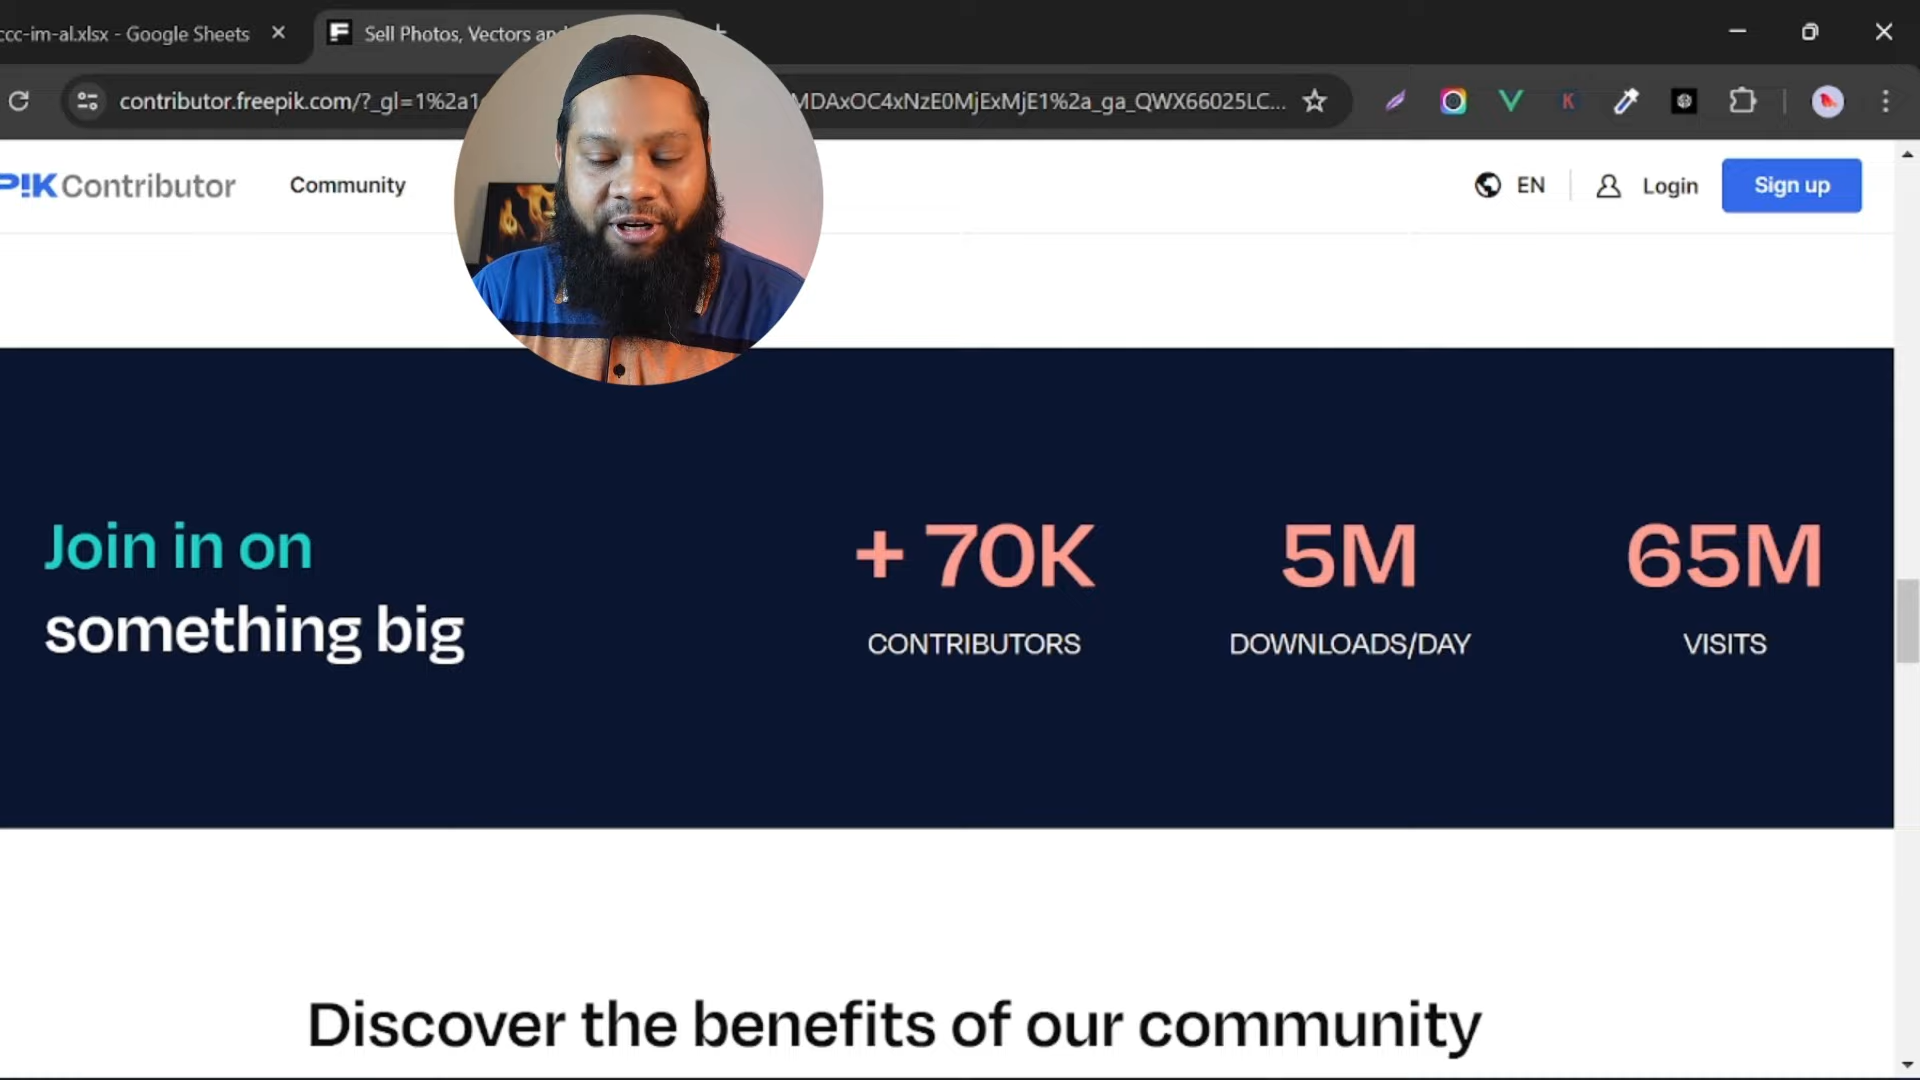 ccc-im-al.xlsx - Google Sheets
Sell Photos, Vectors an
contributor.freepik.com/?_gl=1%2a1
MDAxOC4xNzE0MjExMjE1%2a_ga_QWX66025LC...
P!K Contributor
Community
EN
Login
Sign up
Join in on
something big
+ 70K
CONTRIBUTORS
5M
DOWNLOADS/DAY
65M
VISITS
Discover the benefits of our community